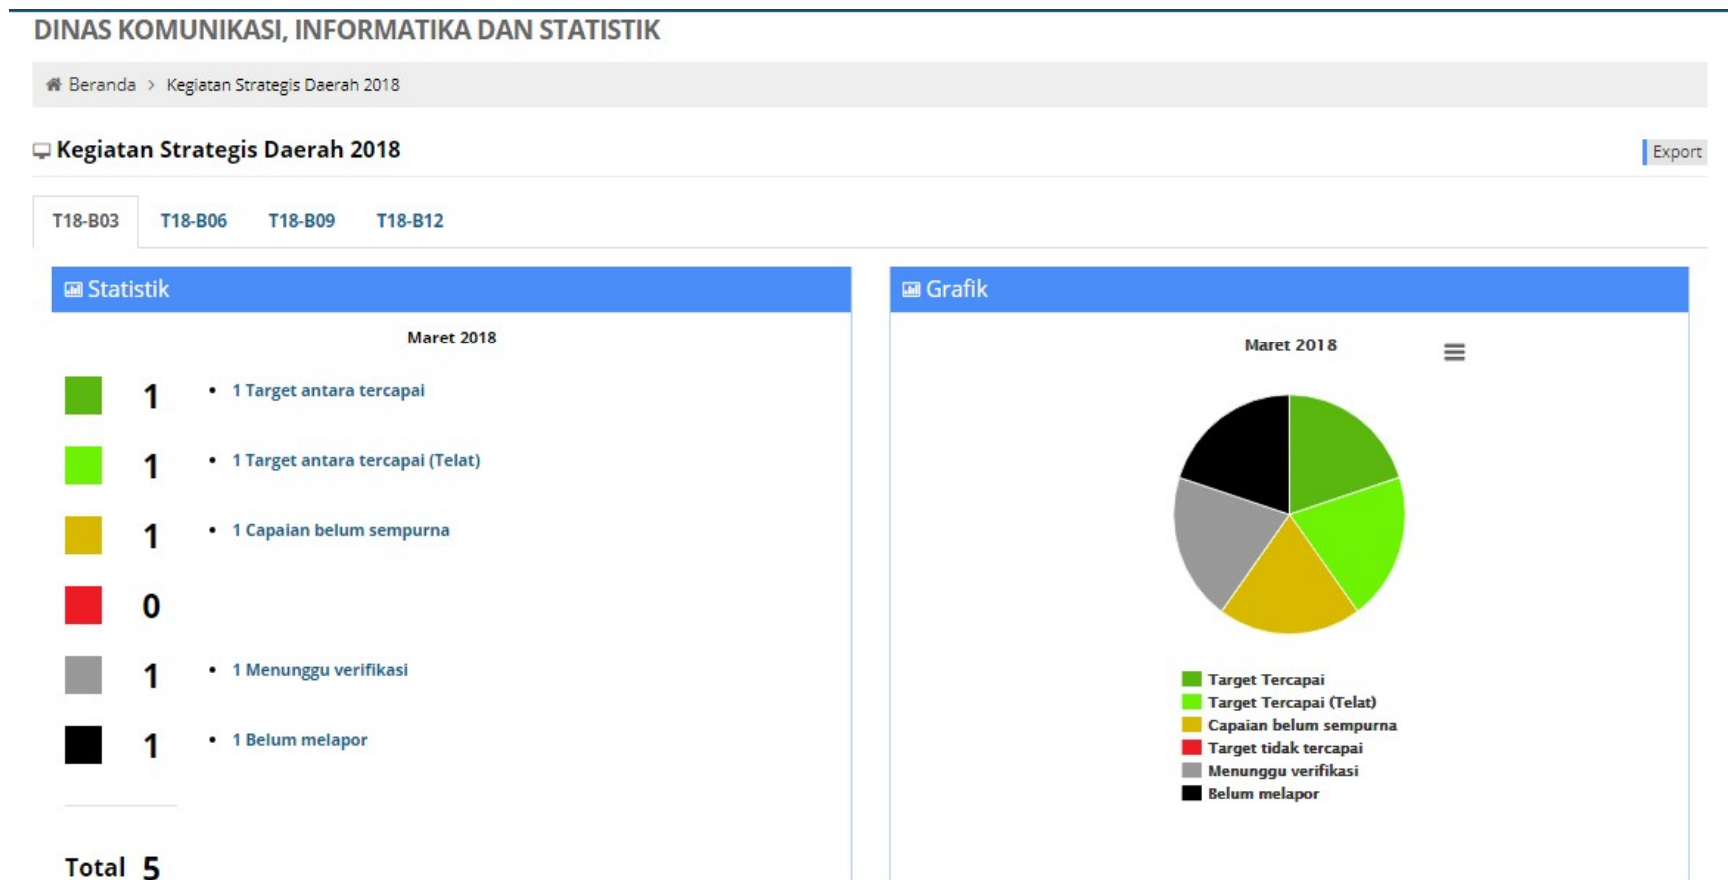 DINAS KOMUNIKASI, INFORMATIKA DAN STATISTIK
Beranda > Kegiatan Strategis Daerah 2018
Kegiatan Strategis Daerah 2018
Export
T18-B03 T18-B06 T18-B09 T18-B12
Statistik
Maret 2018
1 • 1 Target antara tercapai
1 • 1 Target antara tercapai (Telat)
1 • 1 Capaian belum sempurna
0
1 • 1 Menunggu verifikasi
1 • 1 Belum melapor
Total 5
Grafik
Maret 2018
Target Tercapai
Target Tercapai (Telat)
Capaian belum sempurna
Target tidak tercapai
Menunggu verifikasi
Belum melapor